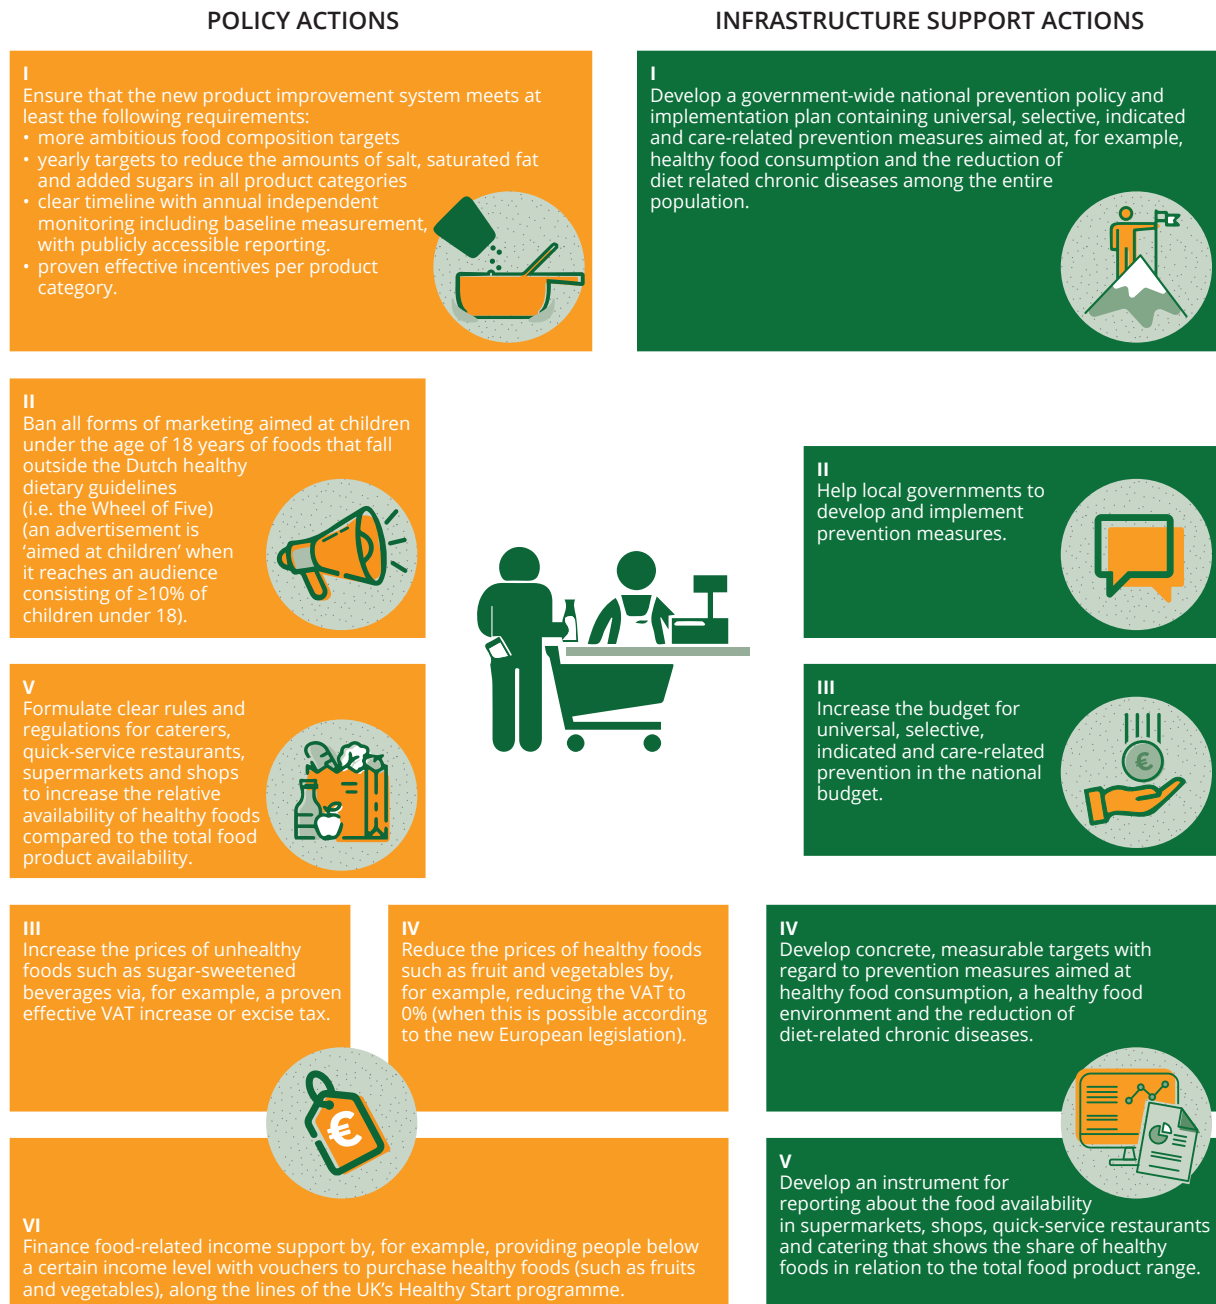 POLICY ACTIONS
INFRASTRUCTURE SUPPORT ACTIONS
I
Ensure that the new product improvement system meets at
least the following requirements:
• more ambitious food composition targets
• yearly targets to reduce the amounts of salt, saturated fat
and added sugars in all product categories
• clear timeline with annual independent
monitoring including baseline measurement,
with publicly accessible reporting.
• proven effective incentives per product
category.
I
Develop a government-wide national prevention policy and
implementation plan containing universal, selective, indicated
and care-related prevention measures aimed at, for example,
healthy food consumption and the reduction of
diet related chronic diseases among the entire
population.
II
Ban all forms of marketing aimed at children
under the age of 18 years of foods that fall
outside the Dutch healthy
dietary guidelines
(i.e. the Wheel of Five)
(an advertisement is
‘aimed at children’ when
it reaches an audience
consisting of ≥10% of
children under 18).
II
Help local governments to
develop and implement
prevention measures.
V
Formulate clear rules and
regulations for caterers,
quick-service restaurants,
supermarkets and shops
to increase the relative
availability of healthy foods
compared to the total food
product availability.
III
Increase the budget for
universal, selective,
indicated and care-related
prevention in the national
budget.
€
III
Increase the prices of unhealthy
foods such as sugar-sweetened
beverages via, for example, a proven
effective VAT increase or excise tax.
IV
Reduce the prices of healthy foods
such as fruit and vegetables by,
for example, reducing the VAT to
0% (when this is possible according
to the new European legislation).
€
IV
Develop concrete, measurable targets with
regard to prevention measures aimed at
healthy food consumption, a healthy food
environment and the reduction of
diet-related chronic diseases.
VI
Finance food-related income support by, for example, providing people below
a certain income level with vouchers to purchase healthy foods (such as fruits
and vegetables), along the lines of the UK’s Healthy Start programme.
V
Develop an instrument for
reporting about the food availability
in supermarkets, shops, quick-service restaurants
and catering that shows the share of healthy
foods in relation to the total food product range.